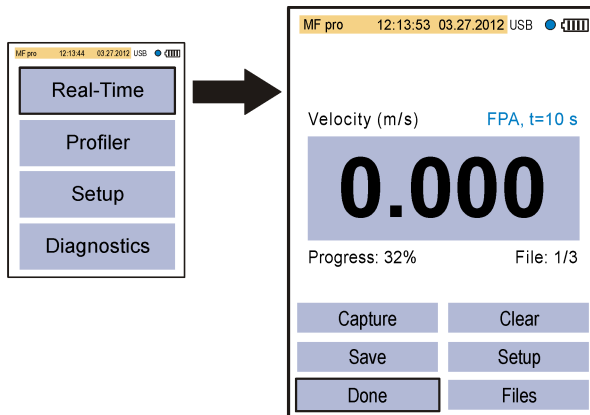 MF pro 12:13:44 03.27.2012 USB
Real-Time
Profiler
Setup
Diagnostics
MF pro 12:13:53 03.27.2012 USB
Velocity (m/s) FPA, t=10 s
0.000
Progress: 32% File: 1/3
Capture Clear
Save Setup
Done Files